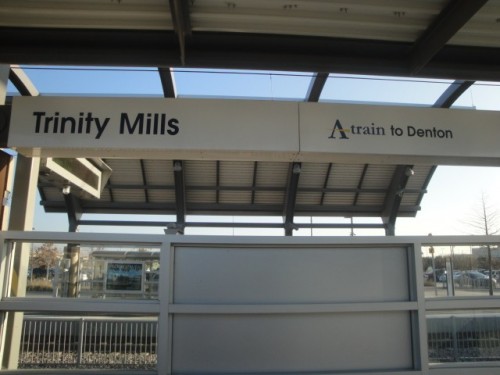 Trinity Mills
A-train to Denton